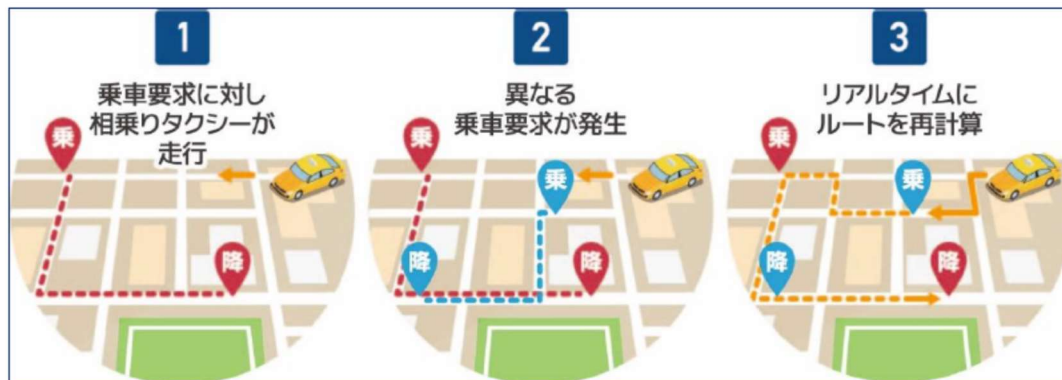 1
乗車要求に対し
相乗りタクシーが
走行
乗
降
2
異なる
乗車要求が発生
乗
乗
降
降
3
リアルタイムに
ルートを再計算
乗
乗
降
降